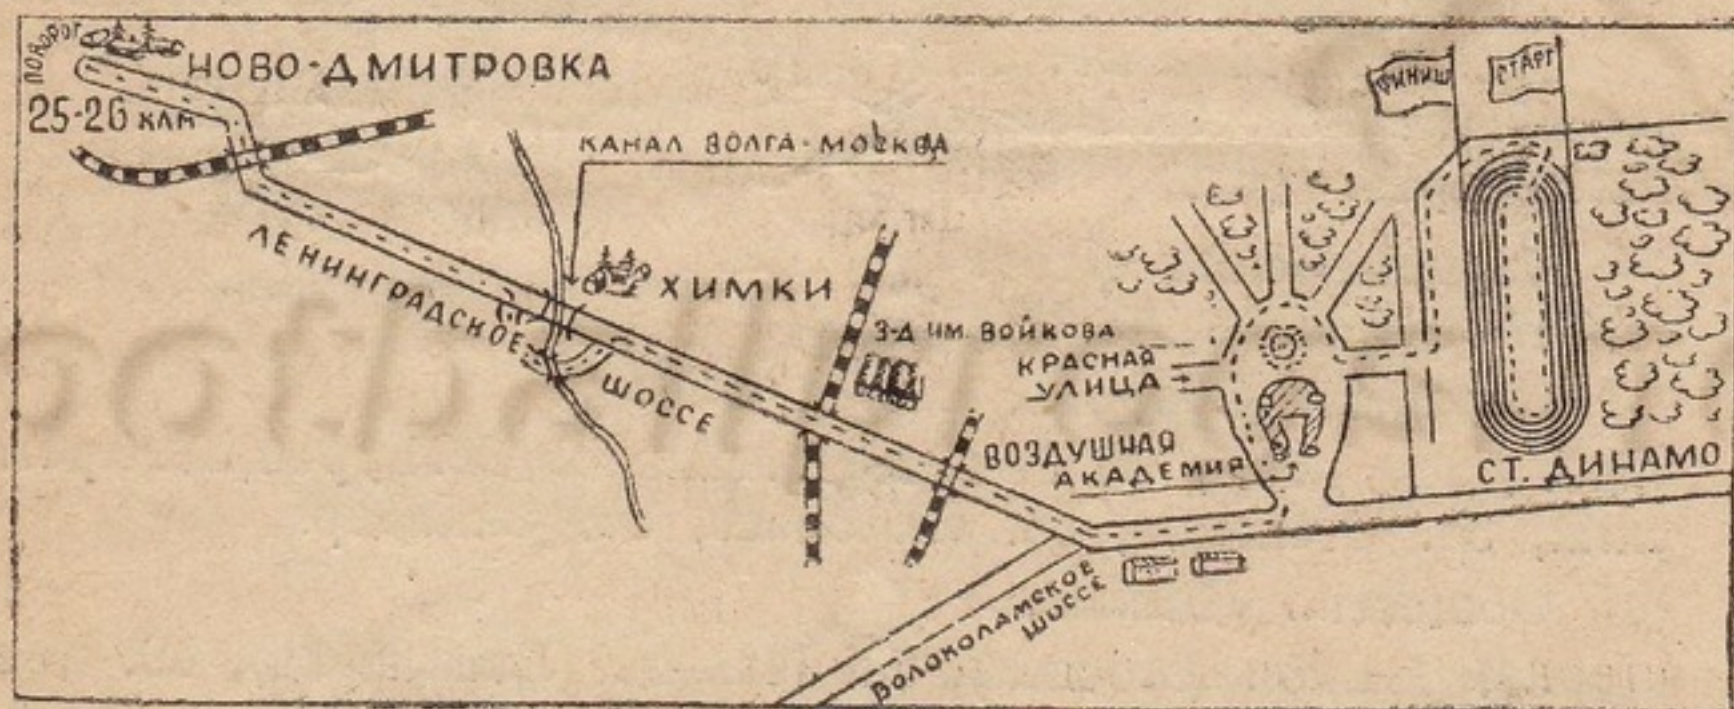 ПОВОРОТ
НОВО-ДМИТРОВКА
25-26 КЛМ
КАНАЛ ВОЛГА-МОСКВА
ФИНИШ
СТАРТ
ЛЕНИНГРАДСКОЕ
ШОССЕ
ХИМКИ
З-Д ИМ. ВОЙКОВА
КРАСНАЯ
УЛИЦА
ВОЗДУШНАЯ
АКАДЕМИЯ
СТ. ДИНАМО
ВОЛОКОЛАМСКОЕ
ШОССЕ